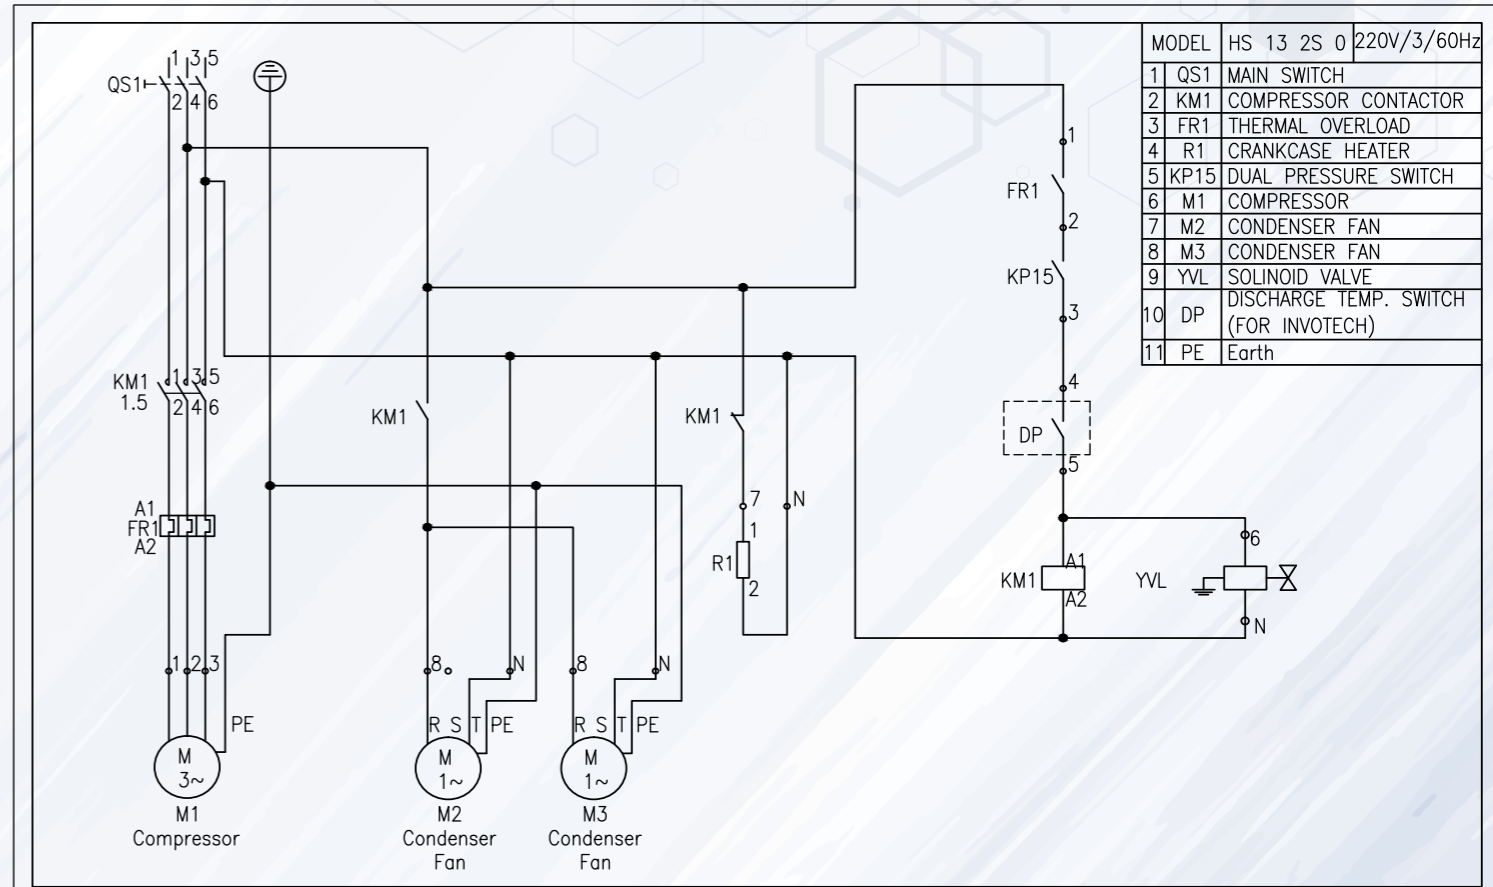 MODEL HS 13 2S 0 220V/3/60Hz
1 QS1 MAIN SWITCH
2 KM1 COMPRESSOR CONTACTOR
3 FR1 THERMAL OVERLOAD
4 R1 CRANKCASE HEATER
5 KP15 DUAL PRESSURE SWITCH
6 M1 COMPRESSOR
7 M2 CONDENSER FAN
8 M3 CONDENSER FAN
9 YVL SOLINOID VALVE
10 DP DISCHARGE TEMP. SWITCH
(FOR INVOTECH)
11 PE Earth
1 3 5
QS1
2 4 6
KM1
1.5
1 3 5
2 4 6
A1
FR1
A2
1 2 3
PE
M
3~
M1
Compressor
KM1
8 N
R S T PE
M
1~
M2
Condenser
Fan
8 N
R S T PE
M
1~
M3
Condenser
Fan
KM1
7 N
1
R1
2
1
FR1
2
KP15
3
4
DP
5
KM1
A1
A2
6
YVL
N